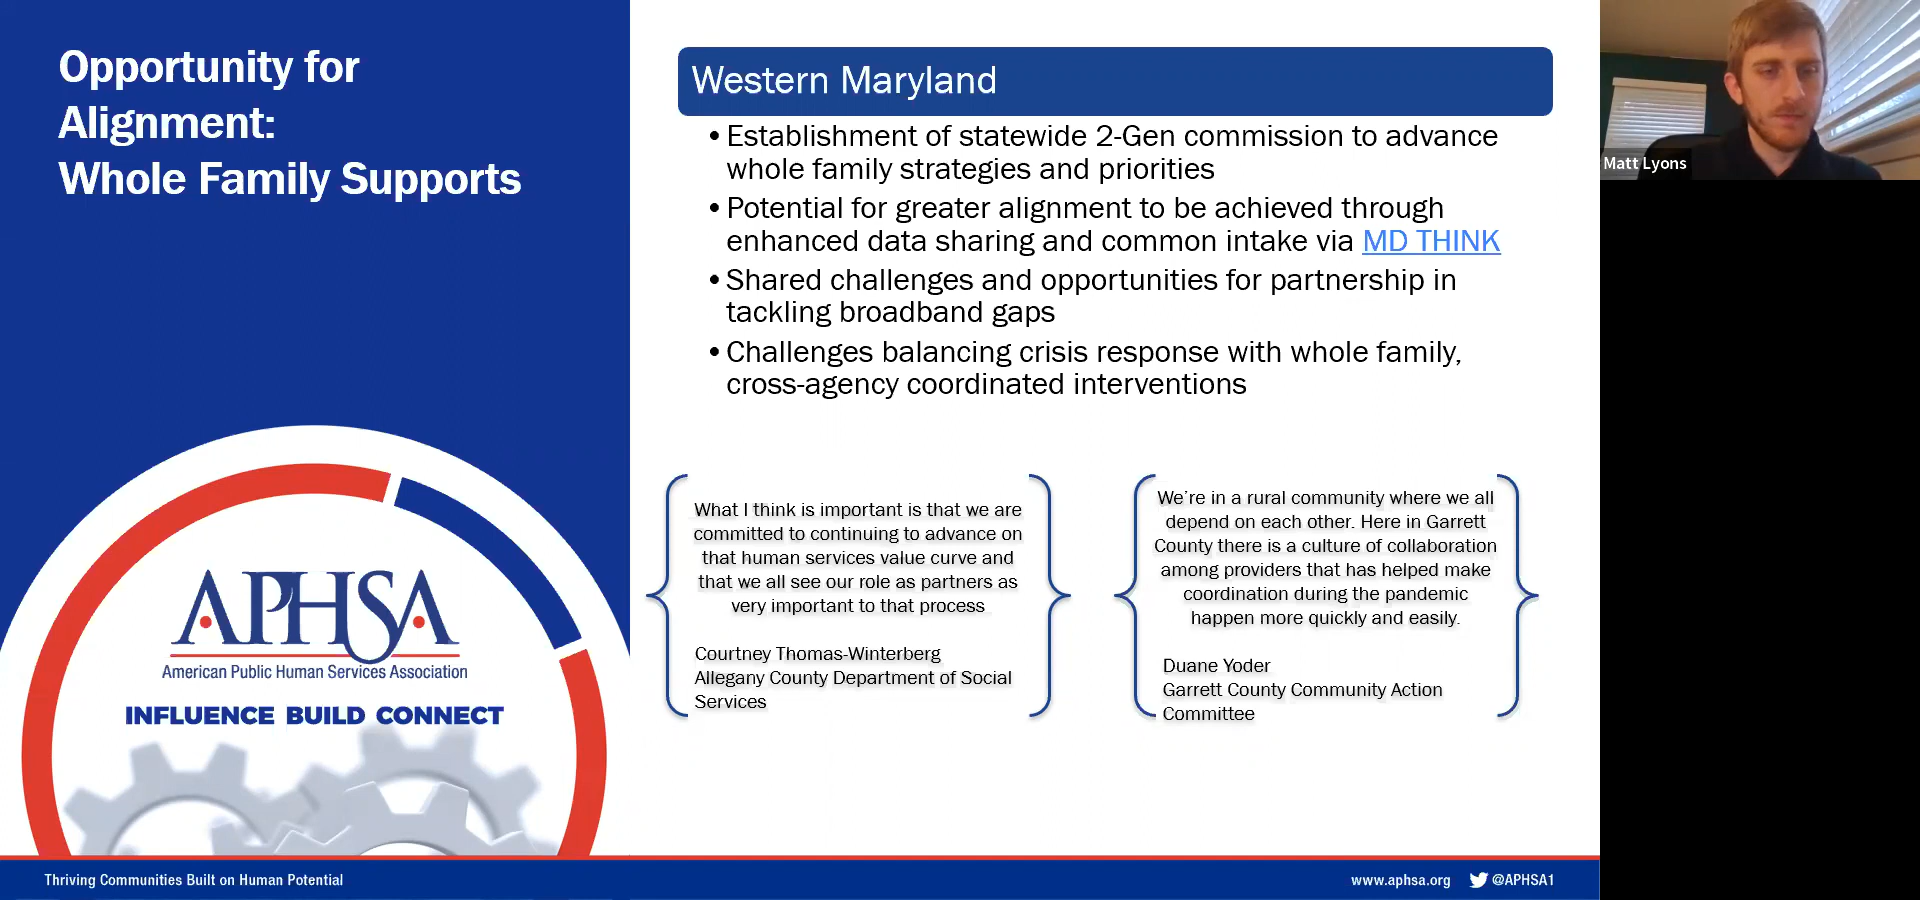 Opportunity for
Alignment:
Whole Family Supports
APHSA
American Public Human Services Association
INFLUENCE BUILD CONNECT
Western Maryland
• Establishment of statewide 2-Gen commission to advance
whole family strategies and priorities
• Potential for greater alignment to be achieved through
enhanced data sharing and common intake via MD THINK
• Shared challenges and opportunities for partnership in
tackling broadband gaps
• Challenges balancing crisis response with whole family,
cross-agency coordinated interventions
What I think is important is that we are
committed to continuing to advance on
that human services value curve and
that we all see our role as partners as
very important to that process
Courtney Thomas-Winterberg
Allegany County Department of Social
Services
We’re in a rural community where we all
depend on each other. Here in Garrett
County there is a culture of collaboration
among providers that has helped make
coordination during the pandemic
happen more quickly and easily.
Duane Yoder
Garrett County Community Action
Committee
Matt Lyons
Thriving Communities Built on Human Potential
www.aphsa.org @APHSA1